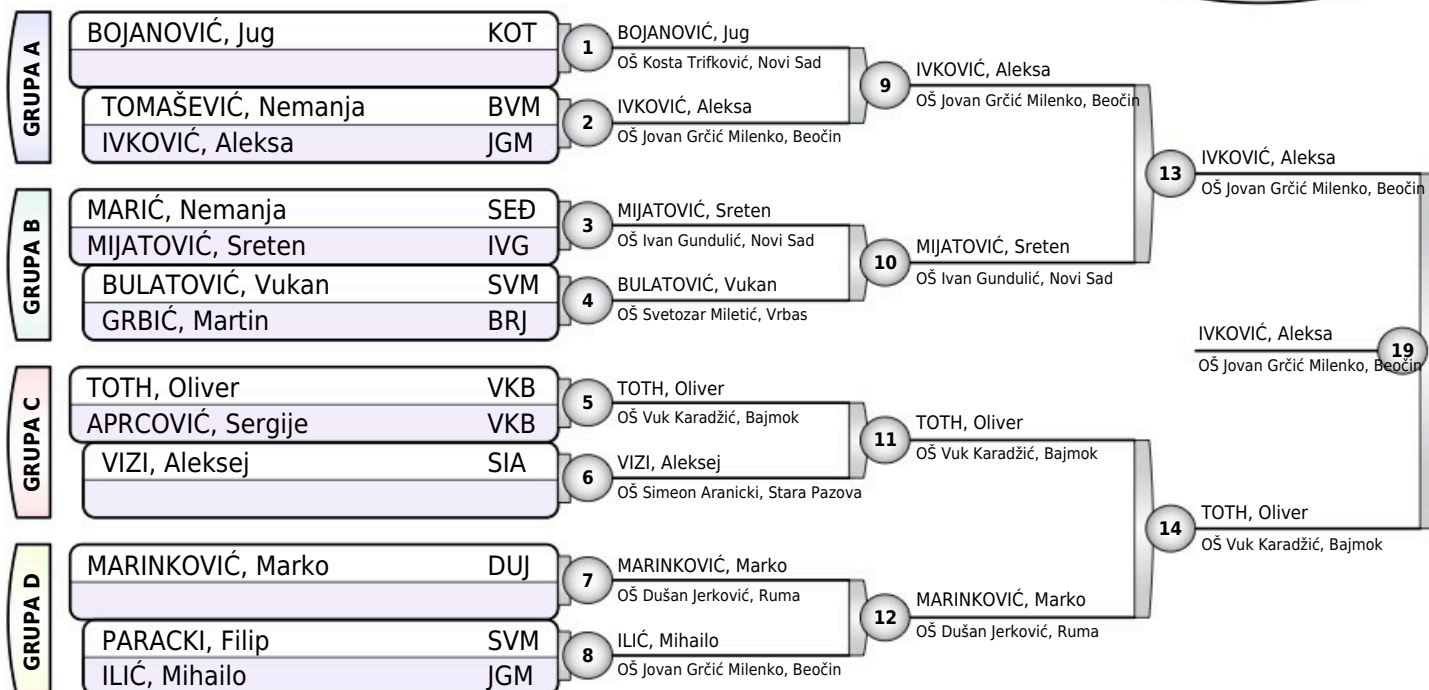 GRUPA A
BOJANOVIĆ, Jug KOT
TOMAŠEVIĆ, Nemanja BVM
IVKOVIĆ, Aleksa JGM
GRUPA B
MARIĆ, Nemanja SEĐ
MIJATOVIĆ, Sreten IVG
BULATOVIĆ, Vukan SVM
GRBIĆ, Martin BRJ
GRUPA C
TOTH, Oliver VKB
APRCOVIĆ, Sergije VKB
VIZI, Aleksej SIA
GRUPA D
MARINKOVIĆ, Marko DUJ
PARACKI, Filip SVM
ILIĆ, Mihailo JGM
1
BOJANOVIĆ, Jug
OŠ Kosta Trifković, Novi Sad
2
IVKOVIĆ, Aleksa
OŠ Jovan Grčić Milenko, Beočin
3
MIJATOVIĆ, Sreten
OŠ Ivan Gundulić, Novi Sad
4
BULATOVIĆ, Vukan
OŠ Svetozar Miletić, Vrbas
5
TOTH, Oliver
OŠ Vuk Karadžić, Bajmok
6
VIZI, Aleksej
OŠ Simeon Aranicki, Stara Pazova
7
MARINKOVIĆ, Marko
OŠ Dušan Jerković, Ruma
8
ILIĆ, Mihailo
OŠ Jovan Grčić Milenko, Beočin
9
IVKOVIĆ, Aleksa
OŠ Jovan Grčić Milenko, Beočin
10
MIJATOVIĆ, Sreten
OŠ Ivan Gundulić, Novi Sad
11
TOTH, Oliver
OŠ Vuk Karadžić, Bajmok
12
MARINKOVIĆ, Marko
OŠ Dušan Jerković, Ruma
13
IVKOVIĆ, Aleksa
OŠ Jovan Grčić Milenko, Beočin
14
TOTH, Oliver
OŠ Vuk Karadžić, Bajmok
IVKOVIĆ, Aleksa
19
OŠ Jovan Grčić Milenko, Beočin